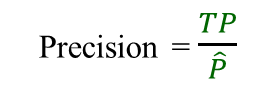 Precision = TP / P̂